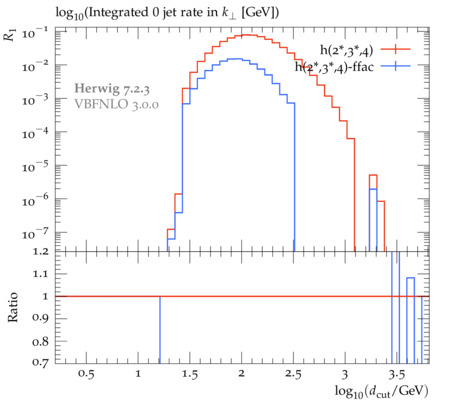 log₁₀(Integrated 0 jet rate in k⊥ [GeV])
R₁
10⁻¹
10⁻²
10⁻³
10⁻⁴
10⁻⁵
10⁻⁶
10⁻⁷
h(2*,3*,4)
h(2*,3*,4)-ffac
Herwig 7.2.3
VBFNLO 3.0.0
Ratio
1.2
1.1
1
0.9
0.8
0.7
0.5 1 1.5 2 2.5 3 3.5
log₁₀(d_cut/GeV)